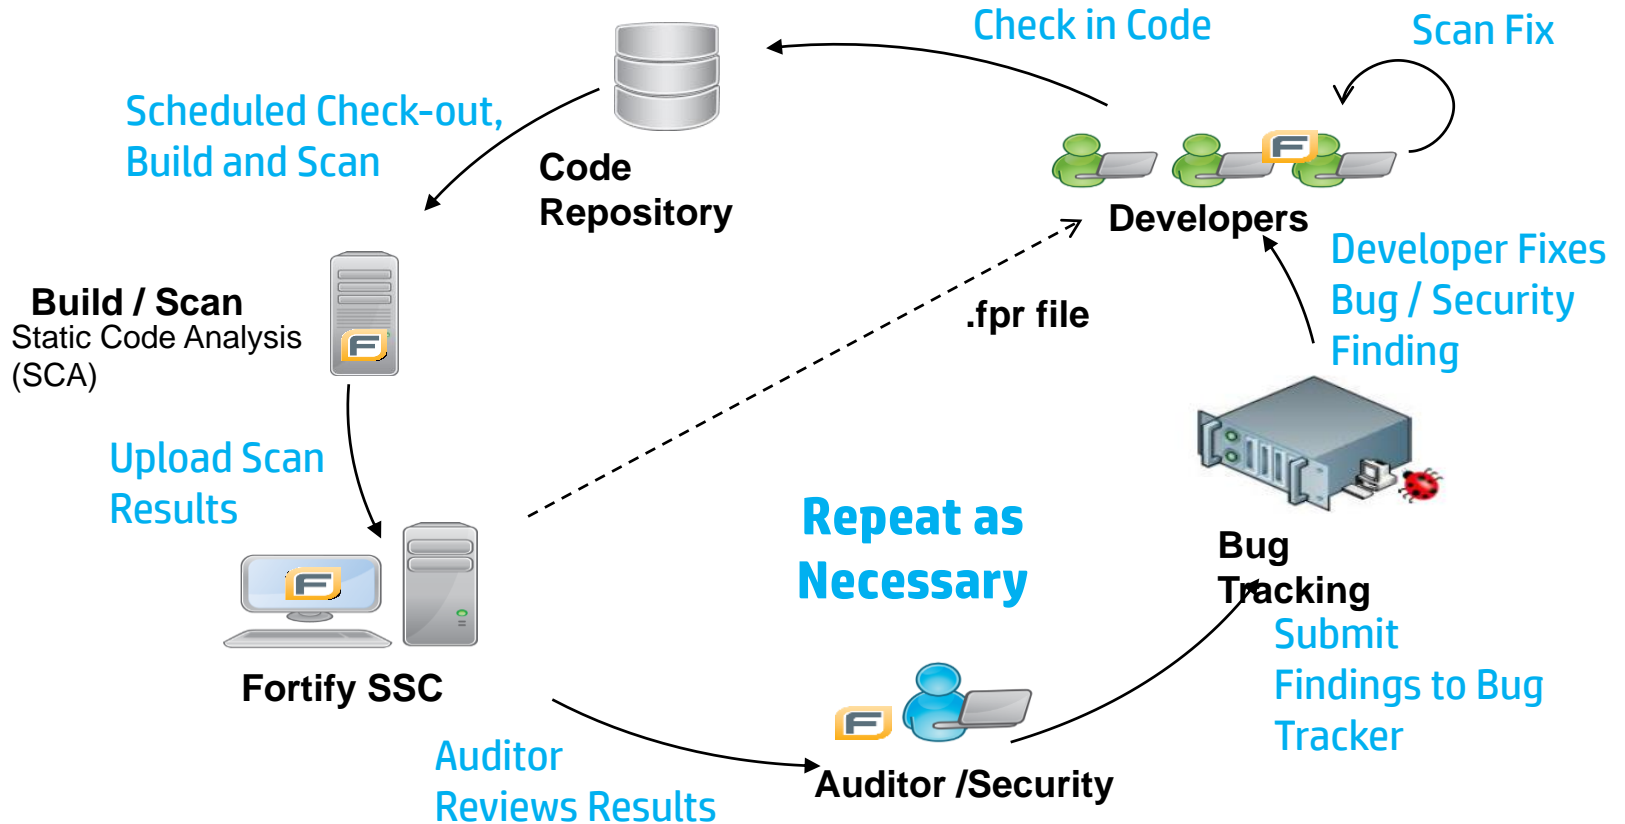 Check in Code
Scan Fix
Scheduled Check-out,
Build and Scan
Code
Repository
Developers
Developer Fixes
Bug / Security
Finding
Build / Scan
Static Code Analysis
(SCA)
.fpr file
Upload Scan
Results
Repeat as
Necessary
Bug
Tracking
Submit
Findings to Bug
Tracker
Fortify SSC
Auditor
Reviews Results
Auditor /Security
F
F
F
F